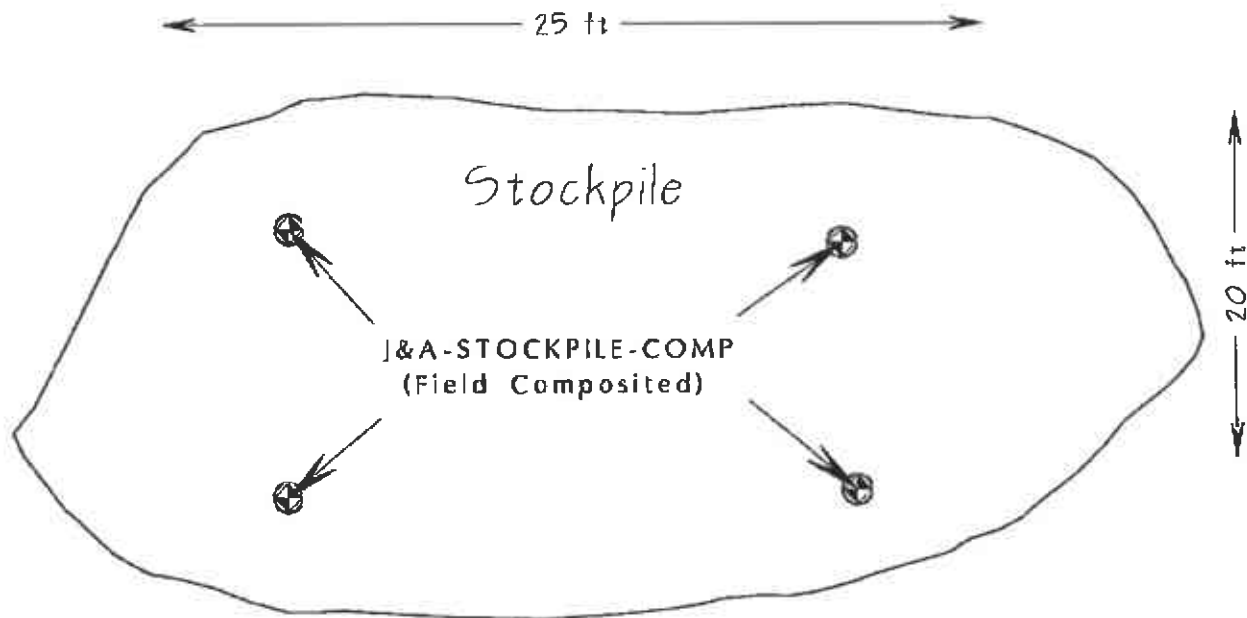 25 ft
Stockpile
20 ft
J&A-STOCKPILE-COMP
(Field Composited)